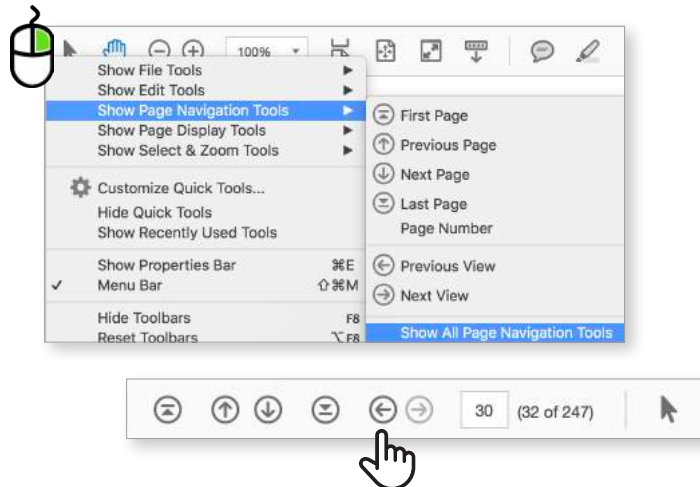 100%
Show File Tools
Show Edit Tools
Show Page Navigation Tools
Show Page Display Tools
Show Select & Zoom Tools
Customize Quick Tools...
Hide Quick Tools
Show Recently Used Tools
Show Properties Bar ⌘E
✓ Menu Bar ⇧⌘M
Hide Toolbars F8
Reset Toolbars ⌥F8
First Page
Previous Page
Next Page
Last Page
Page Number
Previous View
Next View
Show All Page Navigation Tools
30 (32 of 247)